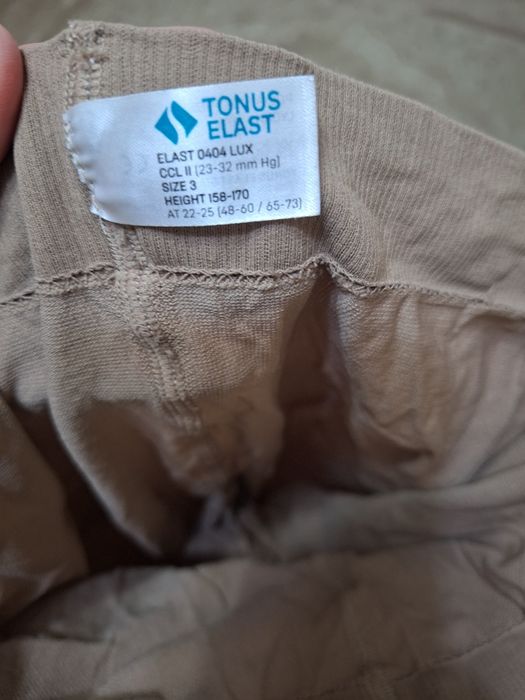 TONUS
ELAST
ELAST 0404 LUX
CCL II (23-32 mm Hg)
SIZE 3
HEIGHT 158-170
AT 22-25 (48-60 / 65-73)